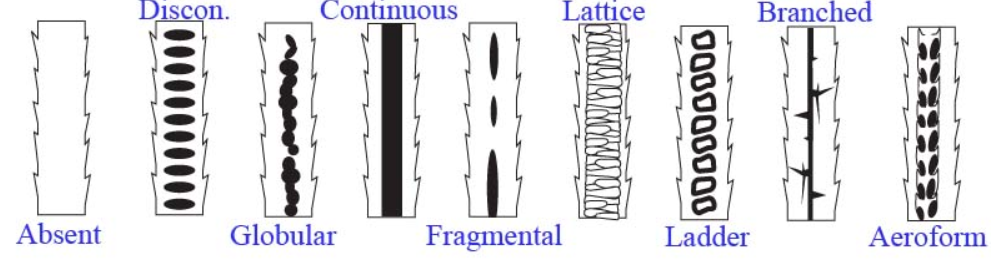 Discon. Continuous Lattice Branched
Absent Globular Fragmental Ladder Aeroform